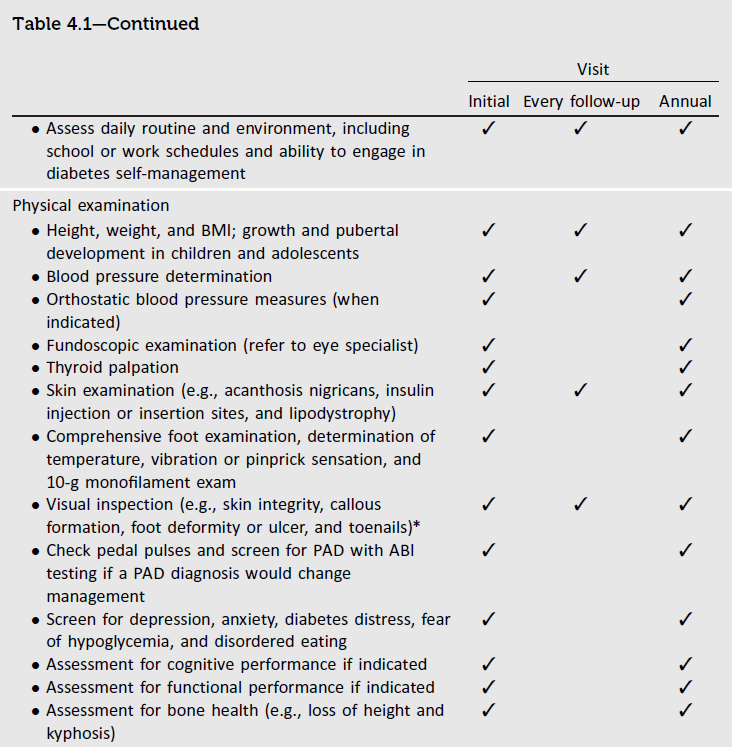 Table 4.1—Continued
Visit
Initial Every follow-up Annual
● Assess daily routine and environment, including ✓ ✓ ✓
school or work schedules and ability to engage in
diabetes self-management
Physical examination
● Height, weight, and BMI; growth and pubertal ✓ ✓ ✓
development in children and adolescents
● Blood pressure determination ✓ ✓ ✓
● Orthostatic blood pressure measures (when ✓ ✓
indicated)
● Fundoscopic examination (refer to eye specialist) ✓ ✓
● Thyroid palpation ✓ ✓
● Skin examination (e.g., acanthosis nigricans, insulin ✓ ✓ ✓
injection or insertion sites, and lipodystrophy)
● Comprehensive foot examination, determination of ✓ ✓
temperature, vibration or pinprick sensation, and
10-g monofilament exam
● Visual inspection (e.g., skin integrity, callous ✓ ✓ ✓
formation, foot deformity or ulcer, and toenails)*
● Check pedal pulses and screen for PAD with ABI ✓ ✓
testing if a PAD diagnosis would change
management
● Screen for depression, anxiety, diabetes distress, fear ✓ ✓
of hypoglycemia, and disordered eating
● Assessment for cognitive performance if indicated ✓ ✓
● Assessment for functional performance if indicated ✓ ✓
● Assessment for bone health (e.g., loss of height and ✓ ✓
kyphosis)